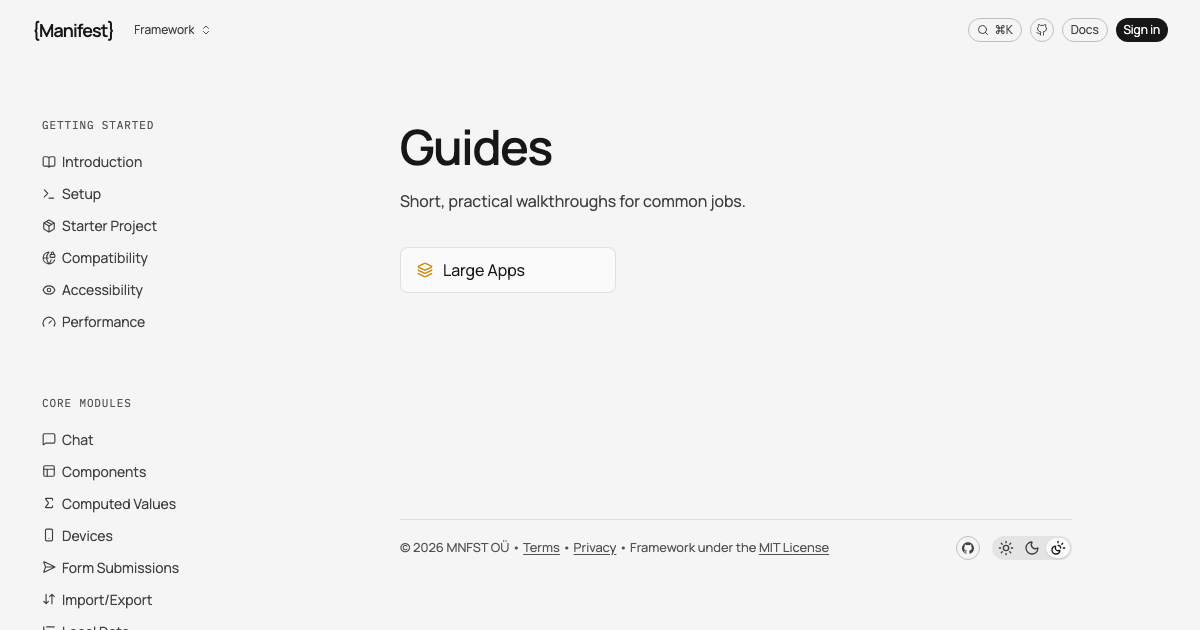 {Manifest}
Framework
⌘K
Docs
Sign in
GETTING STARTED
Introduction
Setup
Starter Project
Compatibility
Accessibility
Performance
CORE MODULES
Chat
Components
Computed Values
Devices
Form Submissions
Import/Export
Local Data
Guides
Short, practical walkthroughs for common jobs.
Large Apps
© 2026 MNFST OÜ • Terms • Privacy • Framework under the MIT License